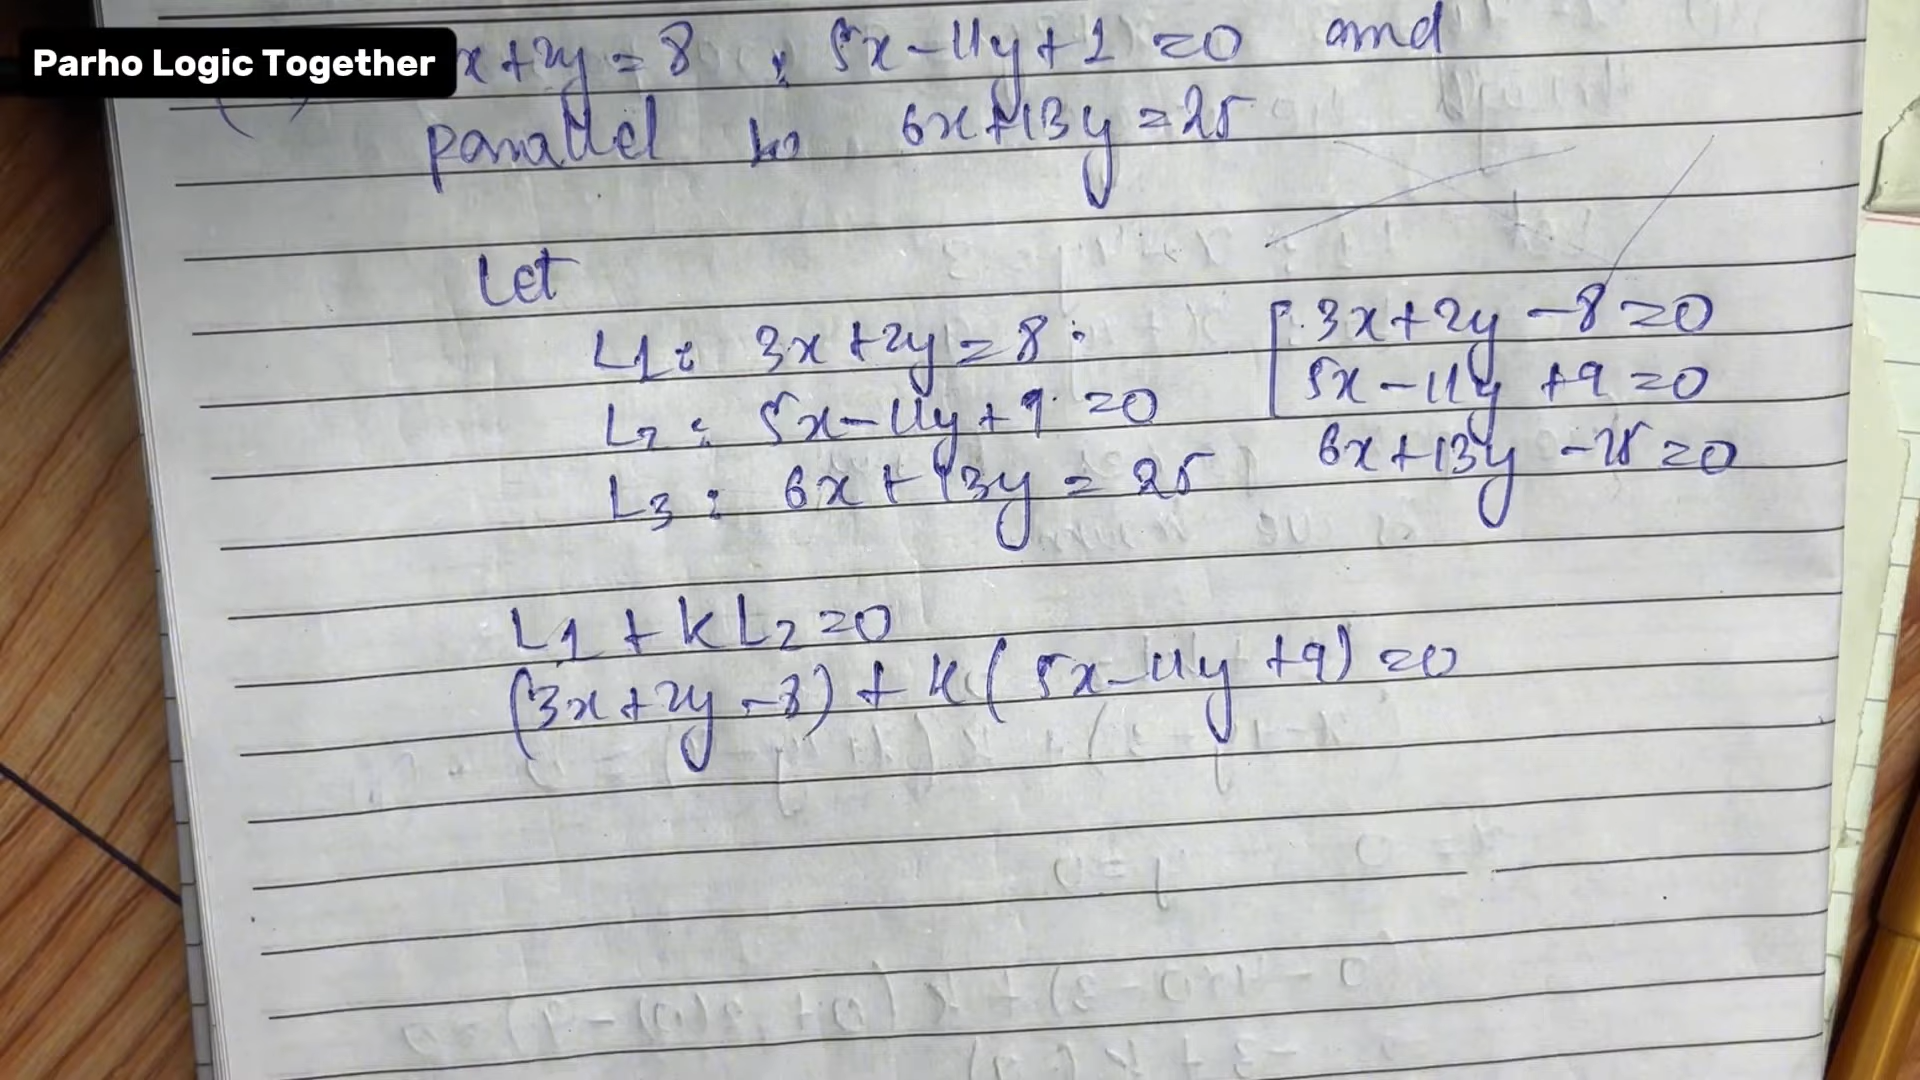 Parho Logic Together
x+2y=8 , 5x-11y+1=0 and
parallel to 6x+13y=25
Let
L1: 3x+2y=8
[3x+2y-8=0
L2: 5x-11y+9=0
5x-11y+9=0
L3: 6x+13y=25
6x+13y-25=0
L1+kL2=0
(3x+2y-8)+k(5x-11y+9)=0